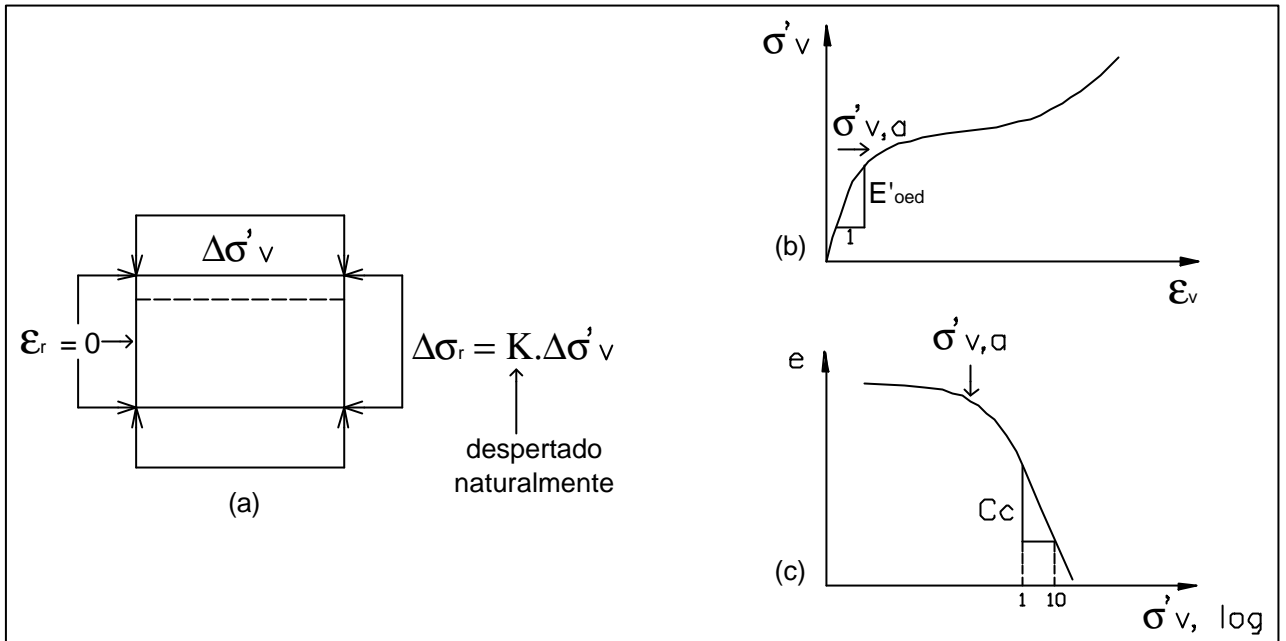 Δσ'v
εr = 0
Δσr = K.Δσ'v
despertado
naturalmente
(a)
σ'v
σ'v,a
E'oed
1
(b)
εv
e
σ'v,a
Cc
(c)
1 10
σ'v, log